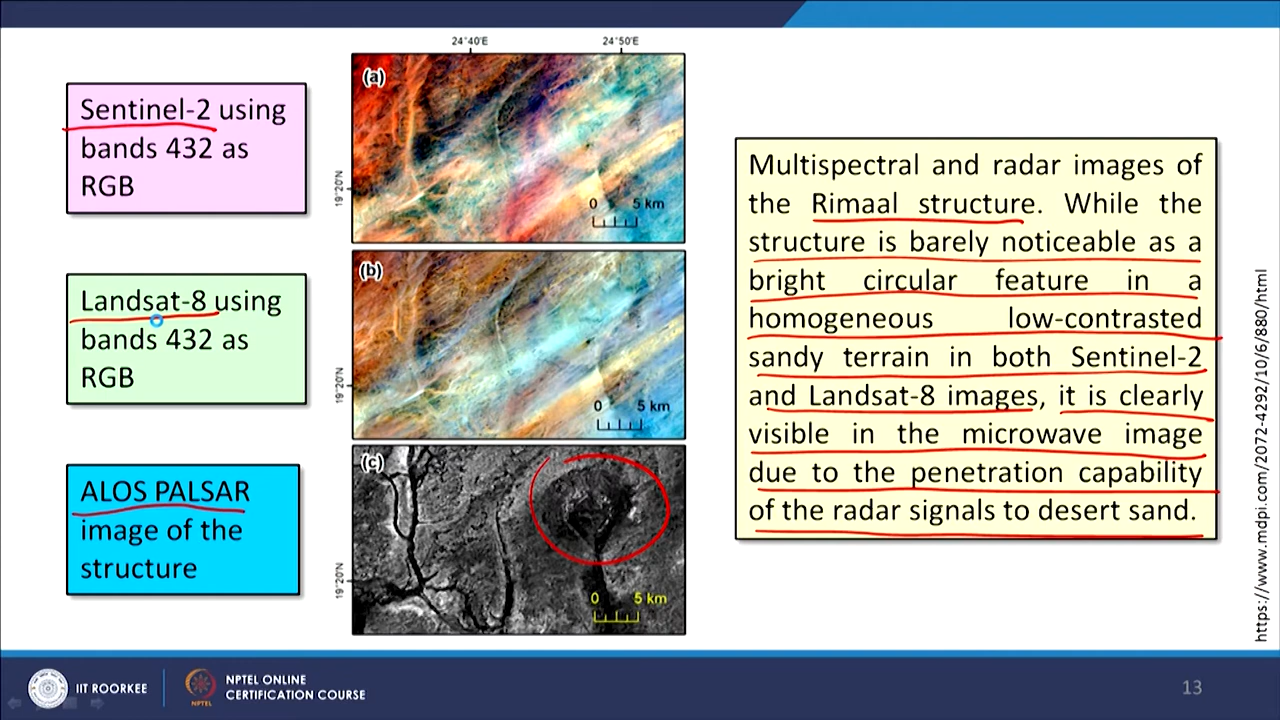 Sentinel-2 using
bands 432 as
RGB
Landsat-8 using
bands 432 as
RGB
ALOS PALSAR
image of the
structure
24°40'E
24°50'E
(a)
19°20'N
0
5 km
(b)
19°20'N
0
5 km
(c)
19°20'N
0
5 km
Multispectral and radar images of
the Rimaal structure. While the
structure is barely noticeable as a
bright circular feature in a
homogeneous low-contrasted
sandy terrain in both Sentinel-2
and Landsat-8 images, it is clearly
visible in the microwave image
due to the penetration capability
of the radar signals to desert sand.
https://www.mdpi.com/2072-4292/10/6/880/html
IIT ROORKEE
NPTEL
NPTEL ONLINE
CERTIFICATION COURSE
13